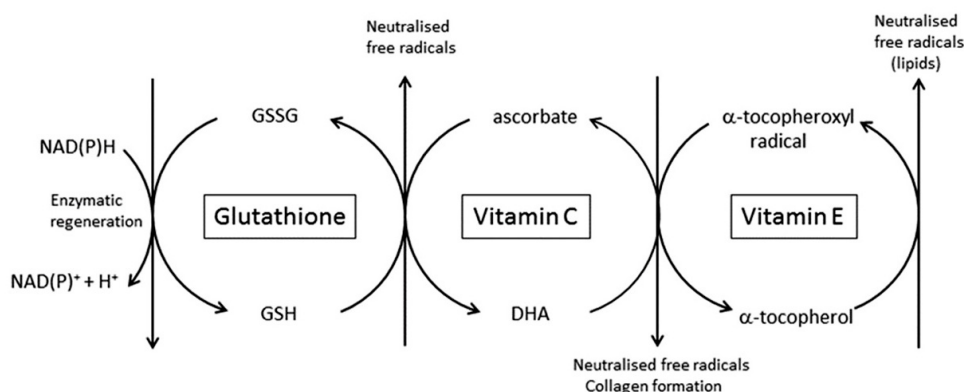 Neutralised
free radicals
Neutralised
free radicals
(lipids)
GSSG
ascorbate
α-tocopheroxyl
radical
NAD(P)H
Enzymatic
regeneration
Glutathione
Vitamin C
Vitamin E
NAD(P)⁺ + H⁺
GSH
DHA
α-tocopherol
Neutralised free radicals
Collagen formation